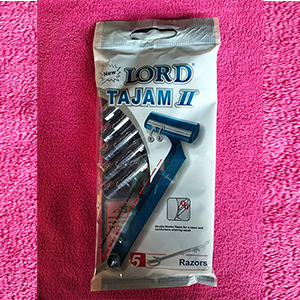 New
LORD
TAJAM II
Double Blades Razor for a clean and
comfortable shaving result
5
Razors